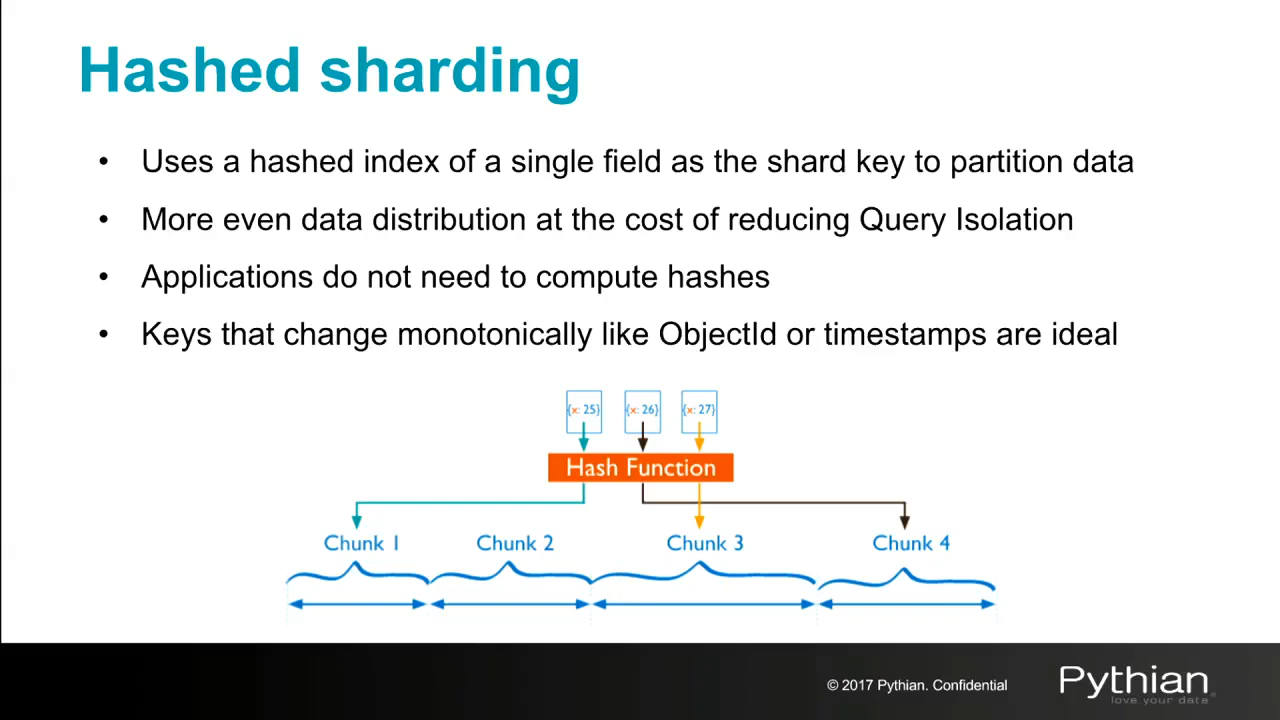 Hashed sharding
• Uses a hashed index of a single field as the shard key to partition data
• More even data distribution at the cost of reducing Query Isolation
• Applications do not need to compute hashes
• Keys that change monotonically like ObjectId or timestamps are ideal
{x: 25} {x: 26} {x: 27}
Hash Function
Chunk 1 Chunk 2 Chunk 3 Chunk 4
© 2017 Pythian. Confidential
Pythian
love your data